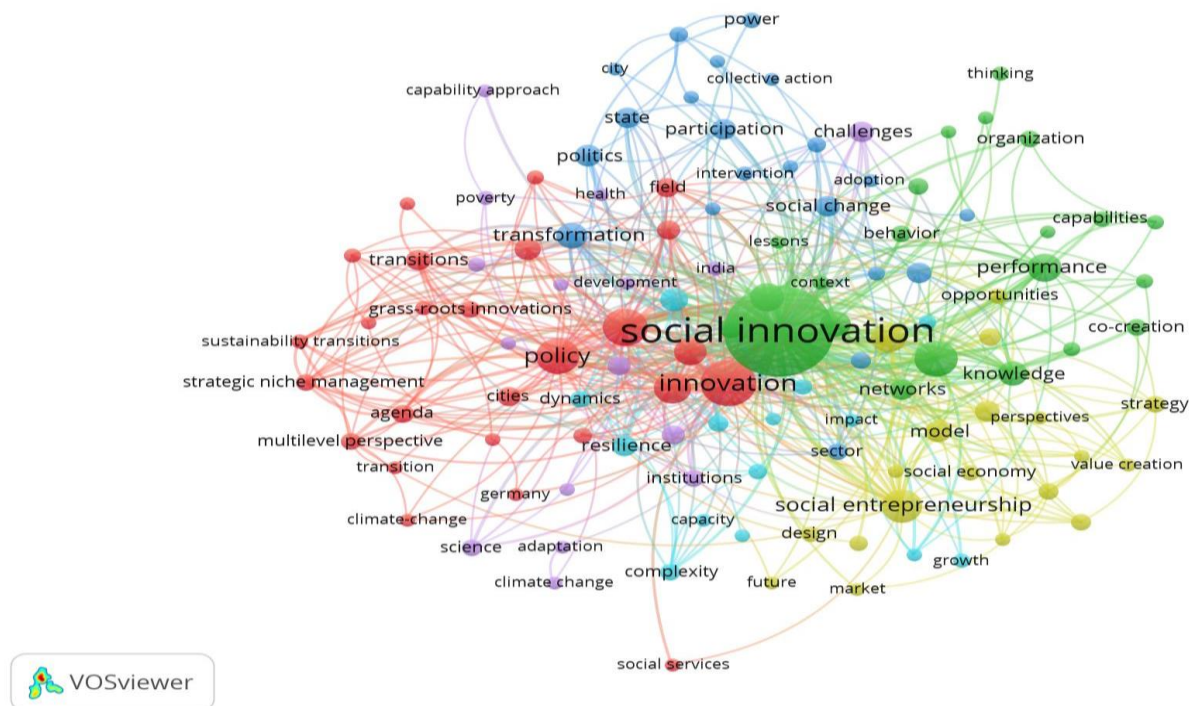 power
city
thinking
collective action
capability approach
state
participation
challenges
organization
politics
intervention
adoption
health
field
poverty
social change
capabilities
transformation
lessons
behavior
transitions
india
performance
development
context
opportunities
grass-roots innovations
social innovation
co-creation
sustainability transitions
policy
knowledge
strategic niche management
innovation
networks
cities
dynamics
strategy
agenda
impact
perspectives
model
multilevel perspective
resilience
sector
transition
social economy
value creation
institutions
germany
social entrepreneurship
climate-change
capacity
design
science
adaptation
growth
complexity
climate change
future
market
social services
VOSviewer